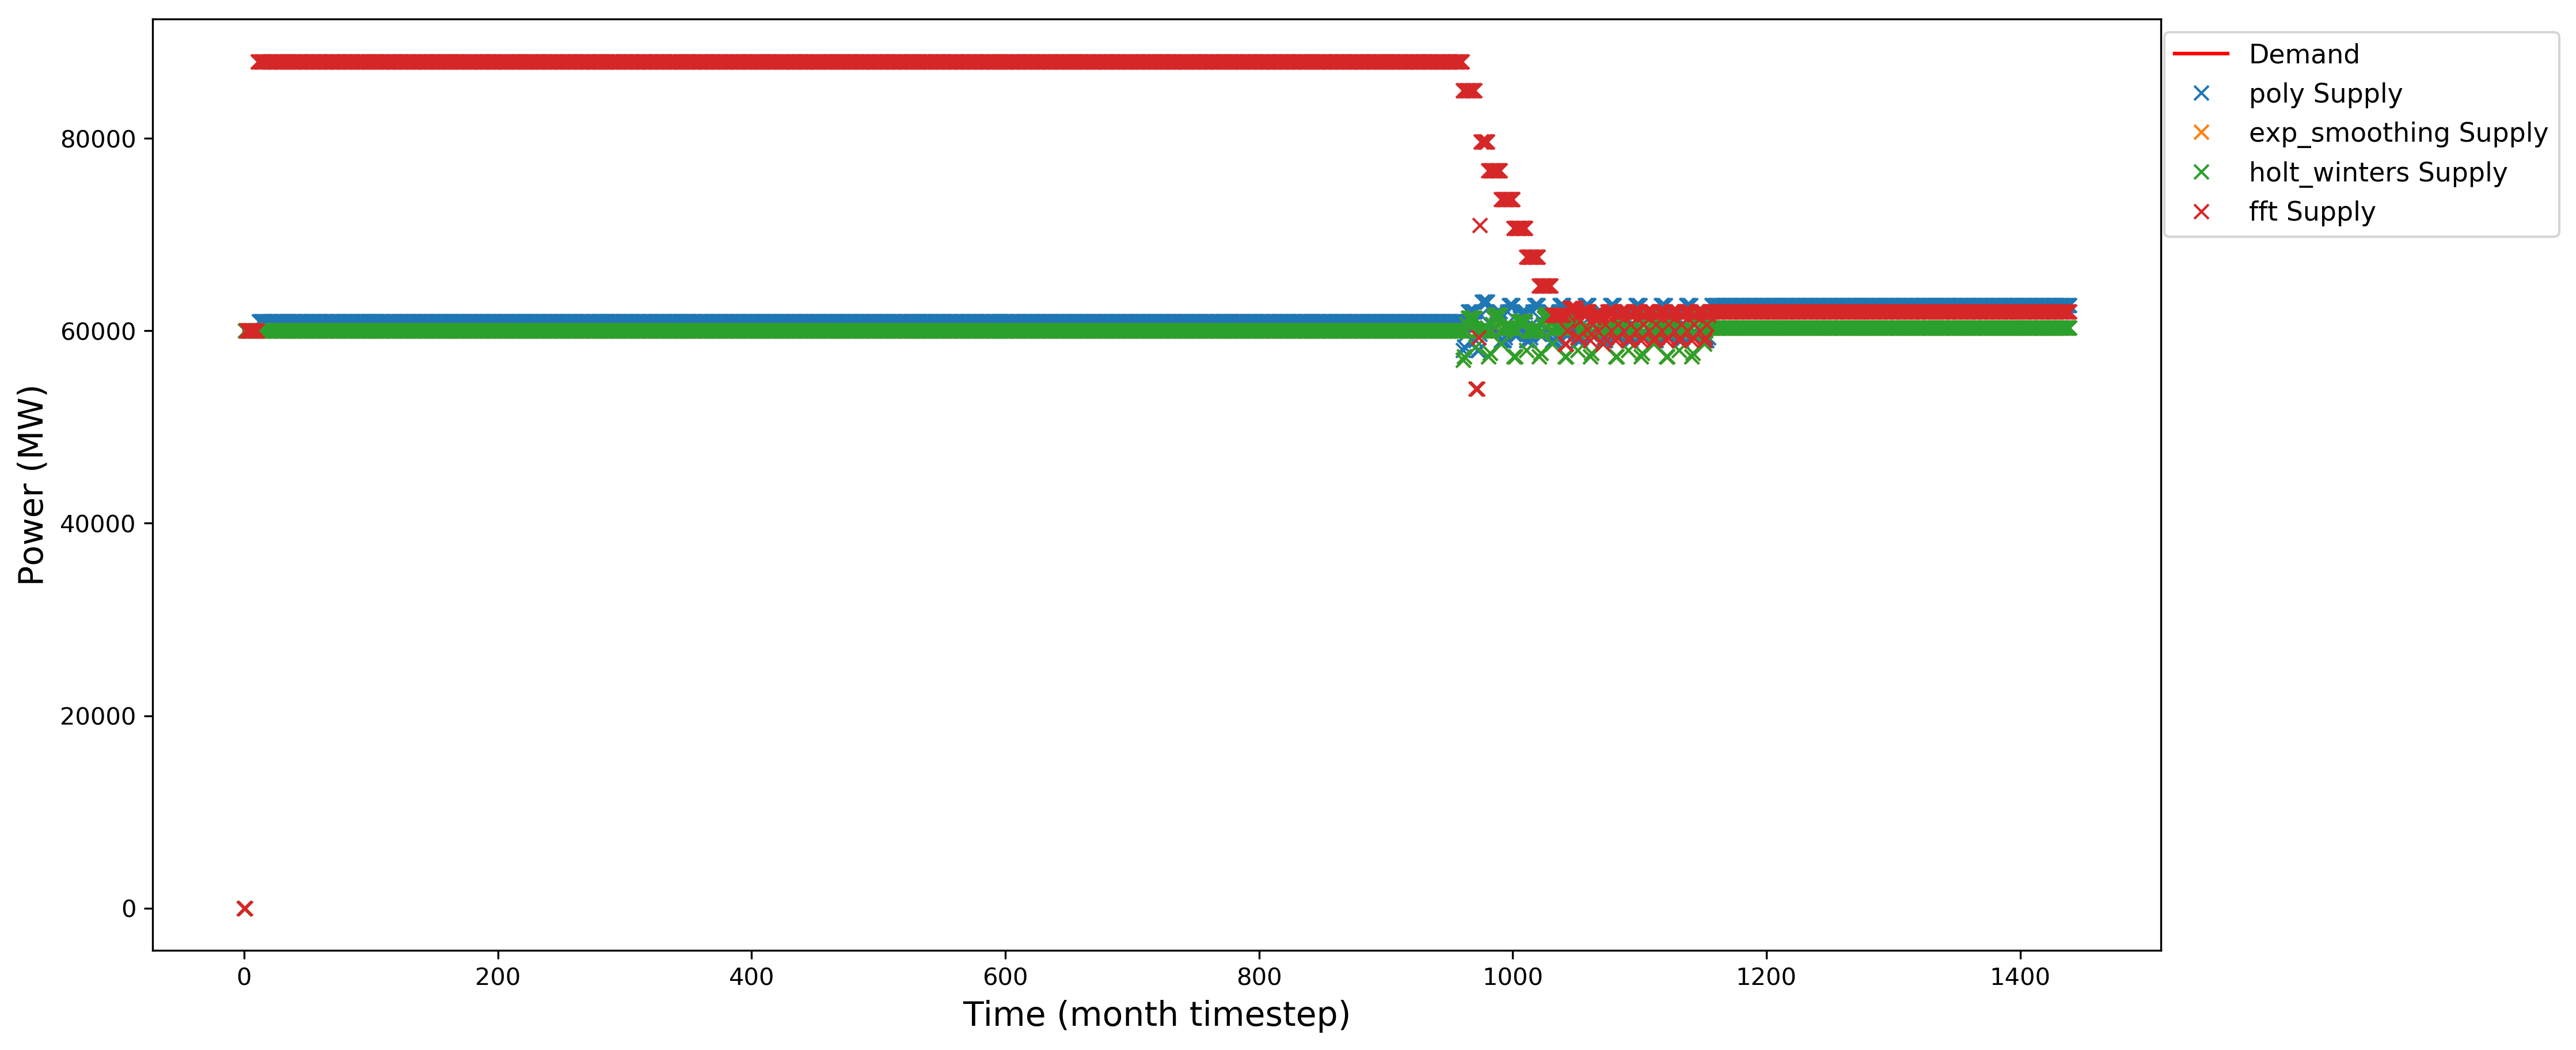 Demand
poly Supply
exp_smoothing Supply
holt_winters Supply
fft Supply
80000
60000
40000
20000
0
Power (MW)
0 200 400 600 800 1000 1200 1400
Time (month timestep)